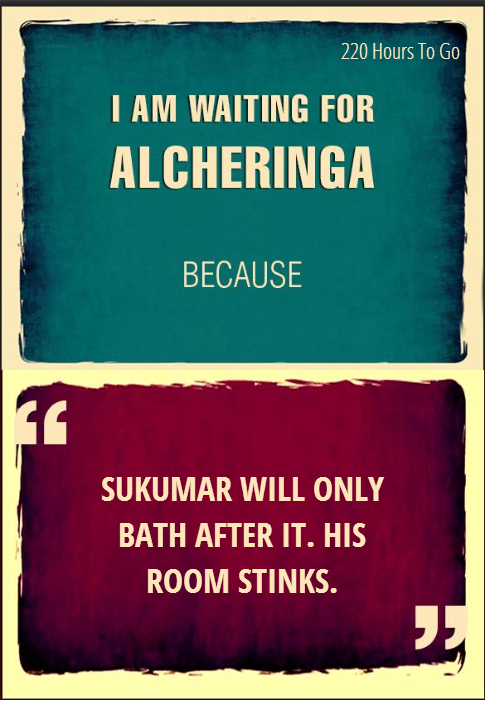 220 Hours To Go
I AM WAITING FOR
ALCHERINGA
BECAUSE
“
SUKUMAR WILL ONLY
BATH AFTER IT. HIS
ROOM STINKS.
”